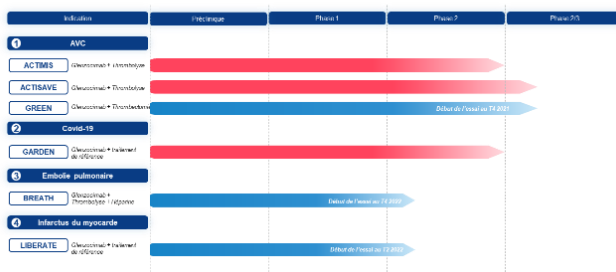 Indication Préclinique Phase 1 Phase 2 Phase 2/3
1 AVC
ACTIMIS Glenzocimab + Thrombolyse
ACTISAVE Glenzocimab + Thrombolyse
GREEN Glenzocimab + Thrombectomie Début de l'essai au T4 2021
2 Covid-19
GARDEN Glenzocimab + traitement
de référence
3 Embolie pulmonaire
BREATH Glenzocimab +
Thrombolyse + Héparine Début de l'essai au 2022
4 Infarctus du myocarde
LIBERATE Glenzocimab + traitement
de référence Début de l'essai au 2022